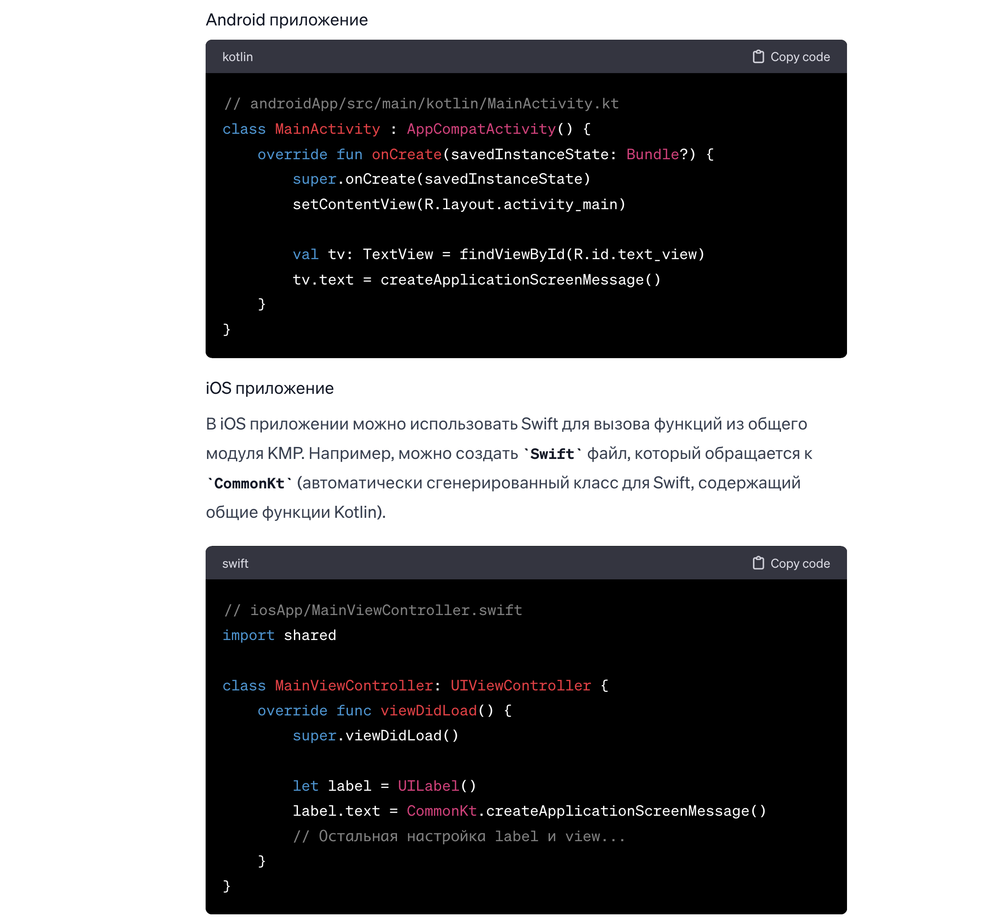 Android приложение
kotlin
Copy code
// androidApp/src/main/kotlin/MainActivity.kt
class MainActivity : AppCompatActivity() {
    override fun onCreate(savedInstanceState: Bundle?) {
        super.onCreate(savedInstanceState)
        setContentView(R.layout.activity_main)
        val tv: TextView = findViewById(R.id.text_view)
        tv.text = createApplicationScreenMessage()
    }
}
iOS приложение
В iOS приложении можно использовать Swift для вызова функций из общего
модуля KMP. Например, можно создать `Swift` файл, который обращается к
`CommonKt` (автоматически сгенерированный класс для Swift, содержащий
общие функции Kotlin).
swift
Copy code
// iosApp/MainViewController.swift
import shared
class MainViewController: UIViewController {
    override func viewDidLoad() {
        super.viewDidLoad()
        let label = UILabel()
        label.text = CommonKt.createApplicationScreenMessage()
        // Остальная настройка label и view...
    }
}